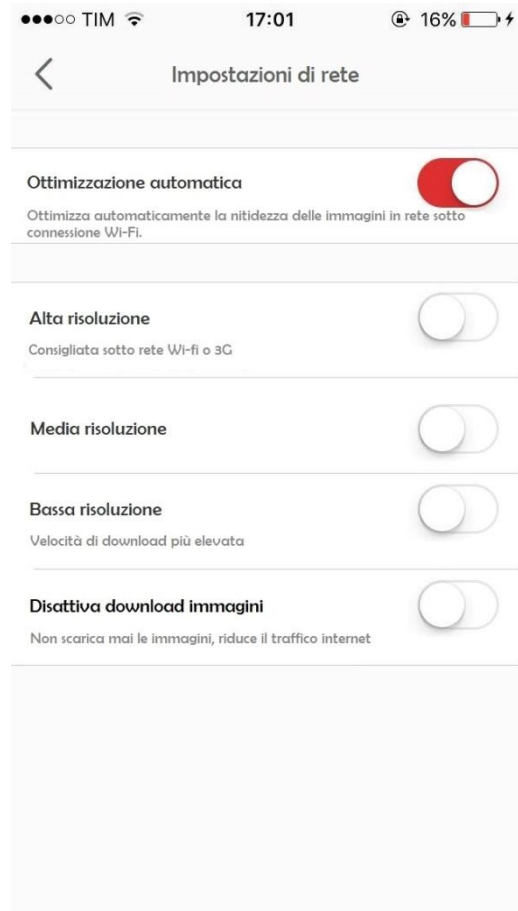 TIM 17:01 16%
Impostazioni di rete
Ottimizzazione automatica
Ottimizza automaticamente la nitidezza delle immagini in rete sotto
connessione Wi-Fi.
Alta risoluzione
Consigliata sotto rete Wi-fi o 3G
Media risoluzione
Bassa risoluzione
Velocità di download più elevata
Disattiva download immagini
Non scarica mai le immagini, riduce il traffico internet